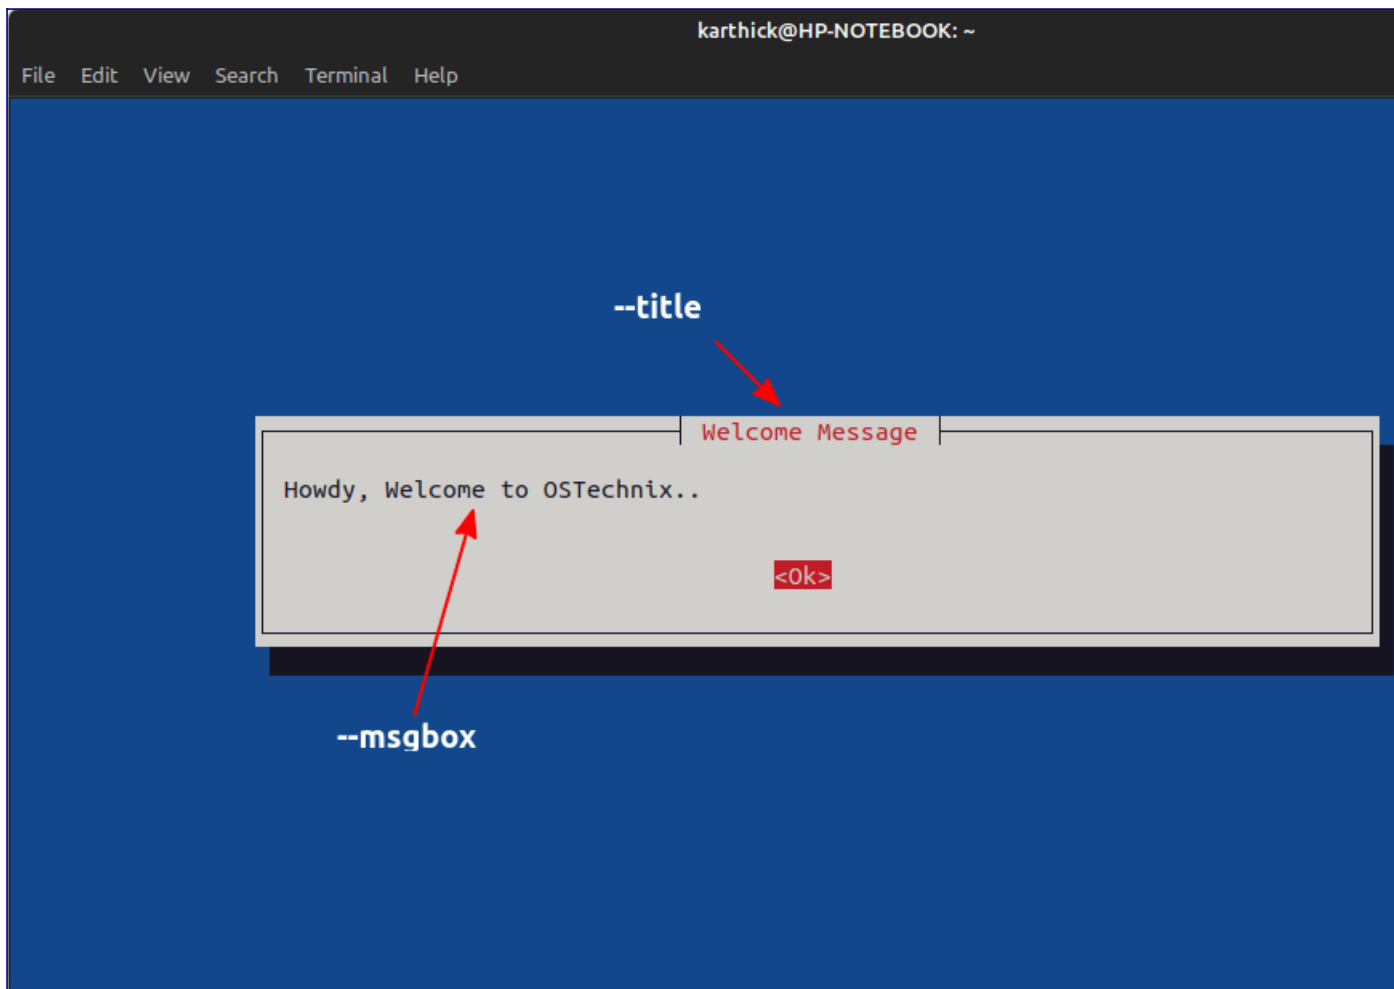 karthick@HP-NOTEBOOK: ~
File Edit View Search Terminal Help
--title
Welcome Message
Howdy, Welcome to OSTechnix..
<Ok>
--msgbox